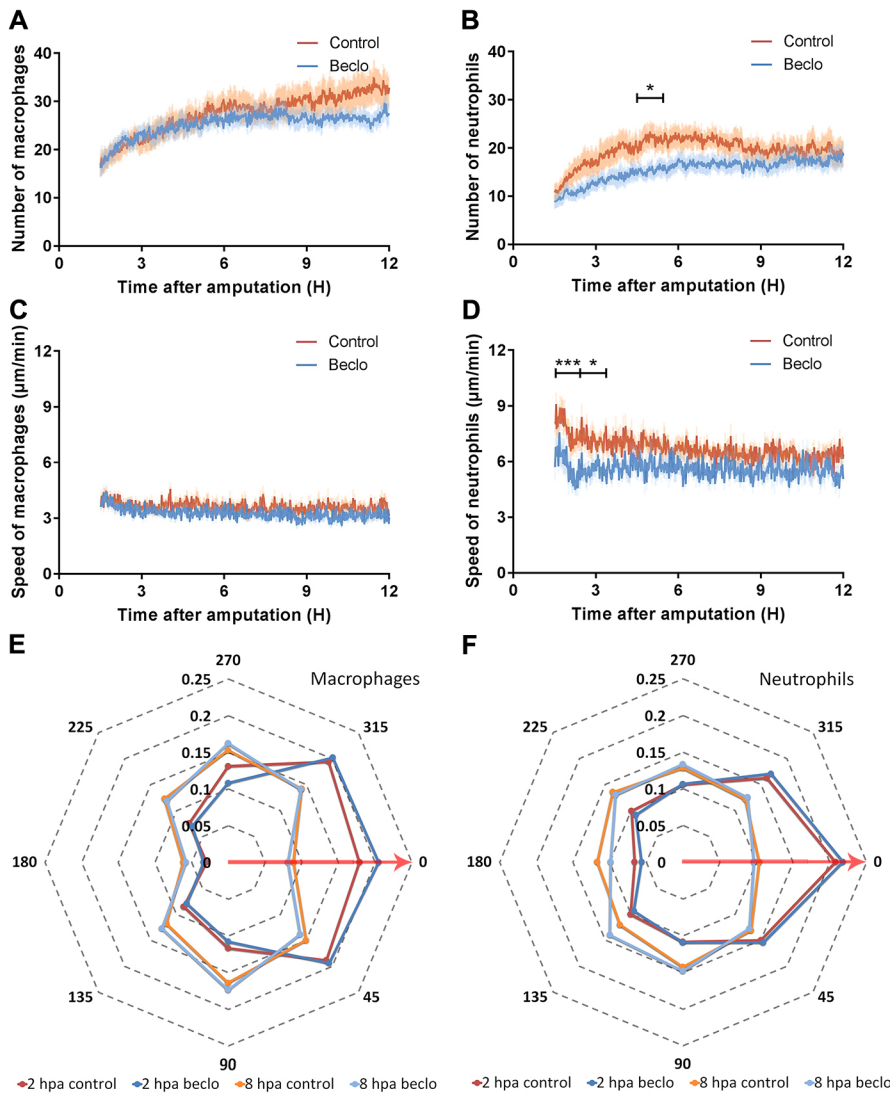 A
Number of macrophages
40
30
20
10
0
0 3 6 9 12
Time after amputation (H)
Control
Beclo
B
Number of neutrophils
40
30
20
10
0
0 3 6 9 12
Time after amputation (H)
Control
Beclo
*
C
Speed of macrophages (µm/min)
12
9
6
3
0
0 3 6 9 12
Time after amputation (H)
Control
Beclo
D
Speed of neutrophils (µm/min)
12
9
6
3
0
0 3 6 9 12
Time after amputation (H)
Control
Beclo
*** *
E
Macrophages
270
0.25
225 315
0.2
0.15
0.1
0.05
180 0 0
135 45
90
2 hpa control 2 hpa beclo 8 hpa control 8 hpa beclo
F
Neutrophils
270
0.25
225 315
0.2
0.15
0.1
0.05
180 0 0
135 45
90
2 hpa control 2 hpa beclo 8 hpa control 8 hpa beclo